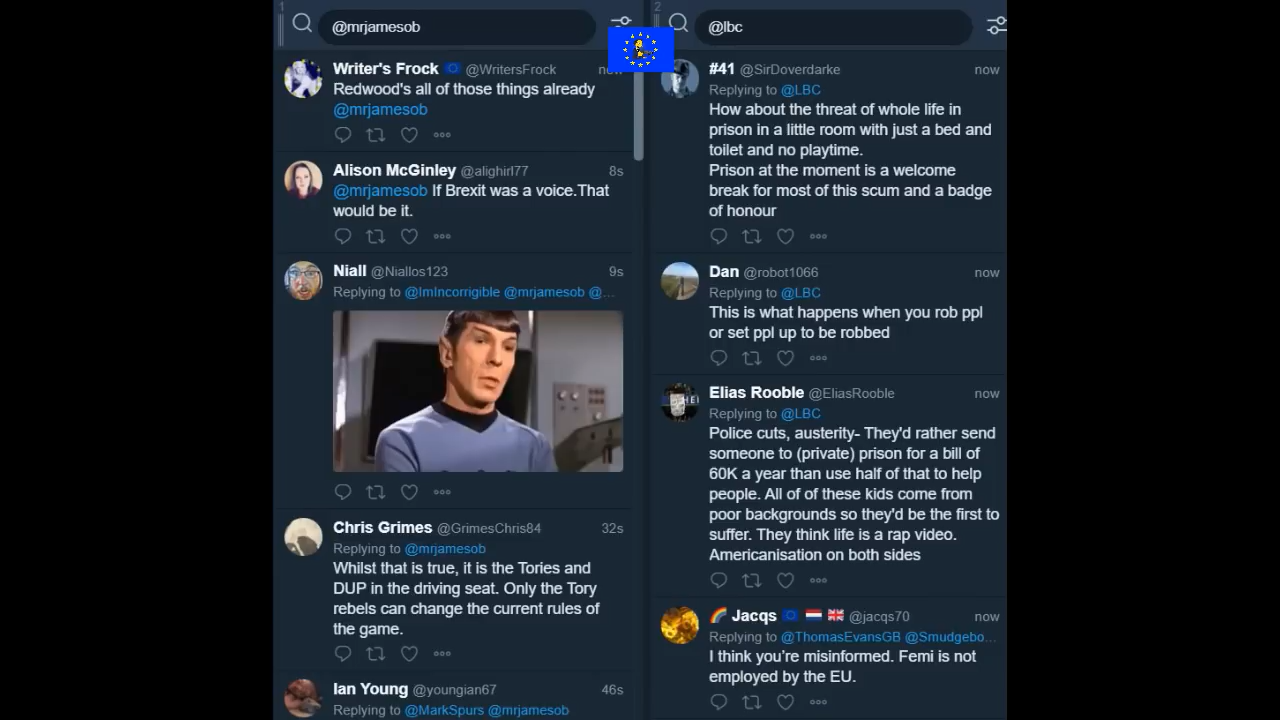 1
@mrjamesob
Writer's Frock @WritersFrock now
Redwood's all of those things already
@mrjamesob
Alison McGinley @alighirl77 8s
@mrjamesob If Brexit was a voice.That
would be it.
Niall @Niallos123 9s
Replying to @ImIncorrigible @mrjamesob @...
Chris Grimes @GrimesChris84 32s
Replying to @mrjamesob
Whilst that is true, it is the Tories and
DUP in the driving seat. Only the Tory
rebels can change the current rules of
the game.
Ian Young @youngian67 46s
Replying to @MarkSpurs @mrjamesob
2
@lbc
#41 @SirDoverdarke now
Replying to @LBC
How about the threat of whole life in
prison in a little room with just a bed and
toilet and no playtime.
Prison at the moment is a welcome
break for most of this scum and a badge
of honour
Dan @robot1066 now
Replying to @LBC
This is what happens when you rob ppl
or set ppl up to be robbed
Elias Rooble @EliasRooble now
Replying to @LBC
Police cuts, austerity- They'd rather send
someone to (private) prison for a bill of
60K a year than use half of that to help
people. All of of these kids come from
poor backgrounds so they'd be the first to
suffer. They think life is a rap video.
Americanisation on both sides
🌈 Jacqs 🇪🇺 🇳🇱 🇬🇧 @jacqs70 now
Replying to @ThomasEvansGB @Smudgebo...
I think you're misinformed. Femi is not
employed by the EU.